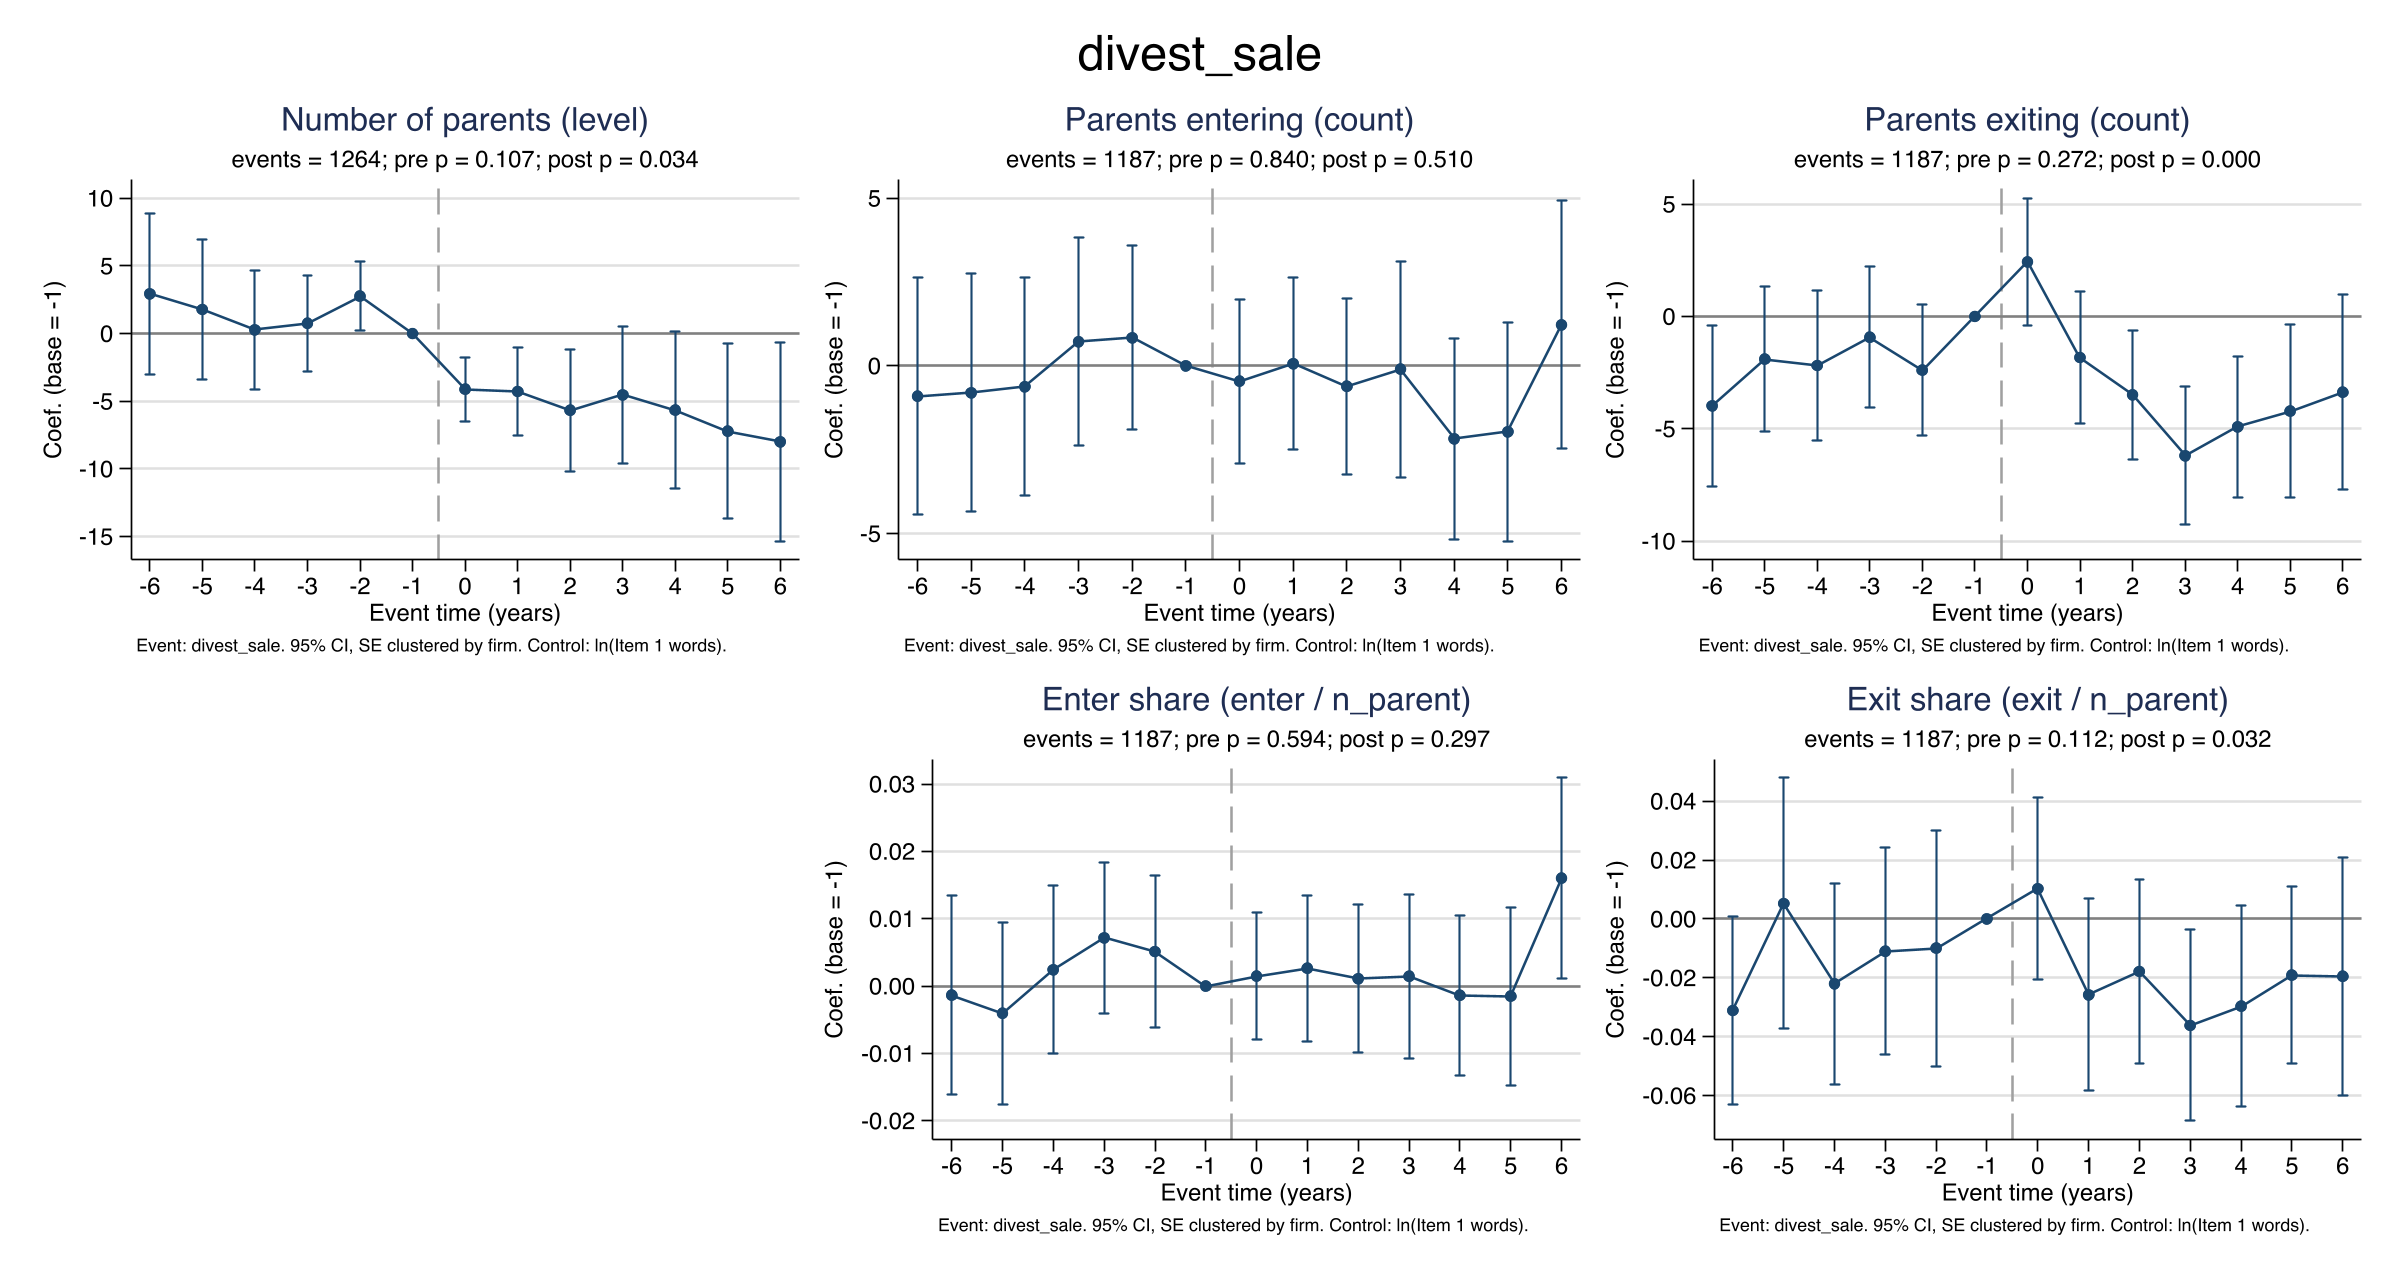 divest_sale
Number of parents (level)
events = 1264; pre p = 0.107; post p = 0.034
Coef. (base = -1)
10
5
0
-5
-10
-15
-6 -5 -4 -3 -2 -1 0 1 2 3 4 5 6
Event time (years)
Event: divest_sale. 95% CI, SE clustered by firm. Control: ln(Item 1 words).
Parents entering (count)
events = 1187; pre p = 0.840; post p = 0.510
Coef. (base = -1)
5
0
-5
-6 -5 -4 -3 -2 -1 0 1 2 3 4 5 6
Event time (years)
Event: divest_sale. 95% CI, SE clustered by firm. Control: ln(Item 1 words).
Parents exiting (count)
events = 1187; pre p = 0.272; post p = 0.000
Coef. (base = -1)
5
0
-5
-10
-6 -5 -4 -3 -2 -1 0 1 2 3 4 5 6
Event time (years)
Event: divest_sale. 95% CI, SE clustered by firm. Control: ln(Item 1 words).
Enter share (enter / n_parent)
events = 1187; pre p = 0.594; post p = 0.297
Coef. (base = -1)
0.03
0.02
0.01
0.00
-0.01
-0.02
-6 -5 -4 -3 -2 -1 0 1 2 3 4 5 6
Event time (years)
Event: divest_sale. 95% CI, SE clustered by firm. Control: ln(Item 1 words).
Exit share (exit / n_parent)
events = 1187; pre p = 0.112; post p = 0.032
Coef. (base = -1)
0.04
0.02
0.00
-0.02
-0.04
-0.06
-6 -5 -4 -3 -2 -1 0 1 2 3 4 5 6
Event time (years)
Event: divest_sale. 95% CI, SE clustered by firm. Control: ln(Item 1 words).